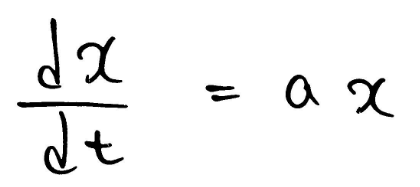 dx/dt = a x